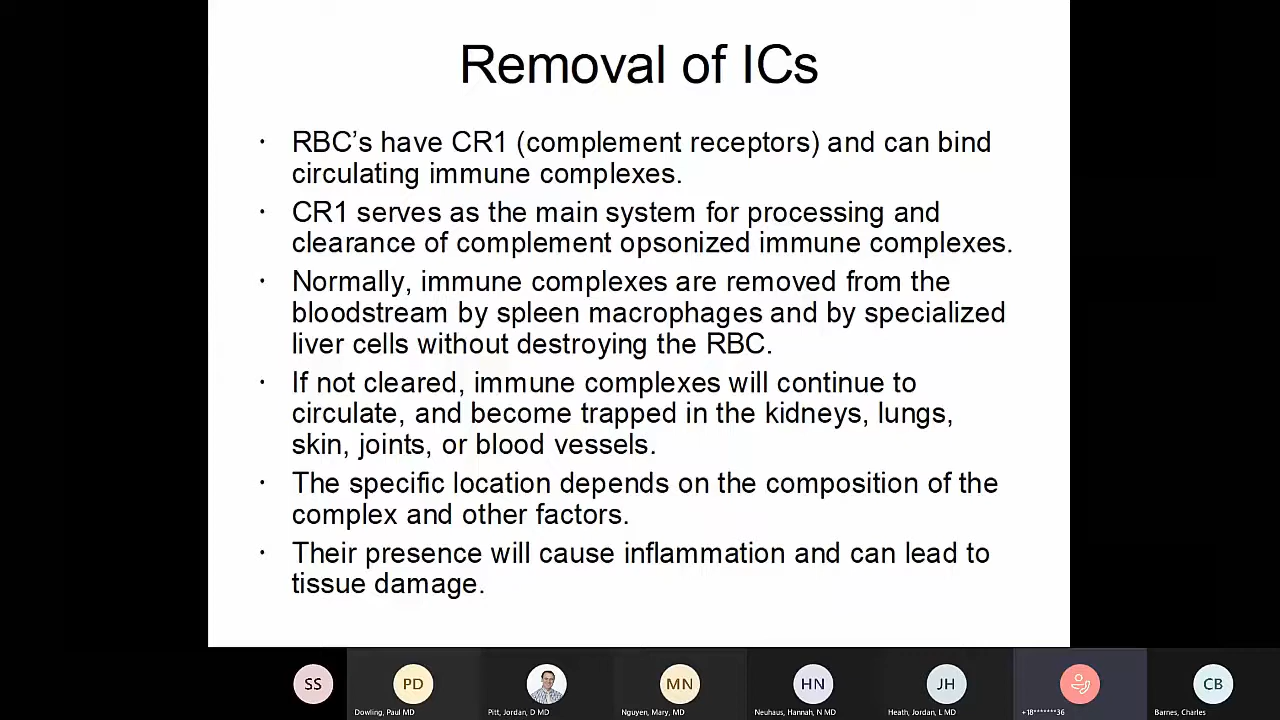 Removal of ICs
· RBC's have CR1 (complement receptors) and can bind
circulating immune complexes.
· CR1 serves as the main system for processing and
clearance of complement opsonized immune complexes.
· Normally, immune complexes are removed from the
bloodstream by spleen macrophages and by specialized
liver cells without destroying the RBC.
· If not cleared, immune complexes will continue to
circulate, and become trapped in the kidneys, lungs,
skin, joints, or blood vessels.
· The specific location depends on the composition of the
complex and other factors.
· Their presence will cause inflammation and can lead to
tissue damage.
SS PD MN HN JH CB
Dowling, Paul MD Pitt, Jordan, D MD Nguyen, Mary, MD Neuhaus, Hannah, N MD Heath, Jordan, L MD +18*******36 Barnes, Charles